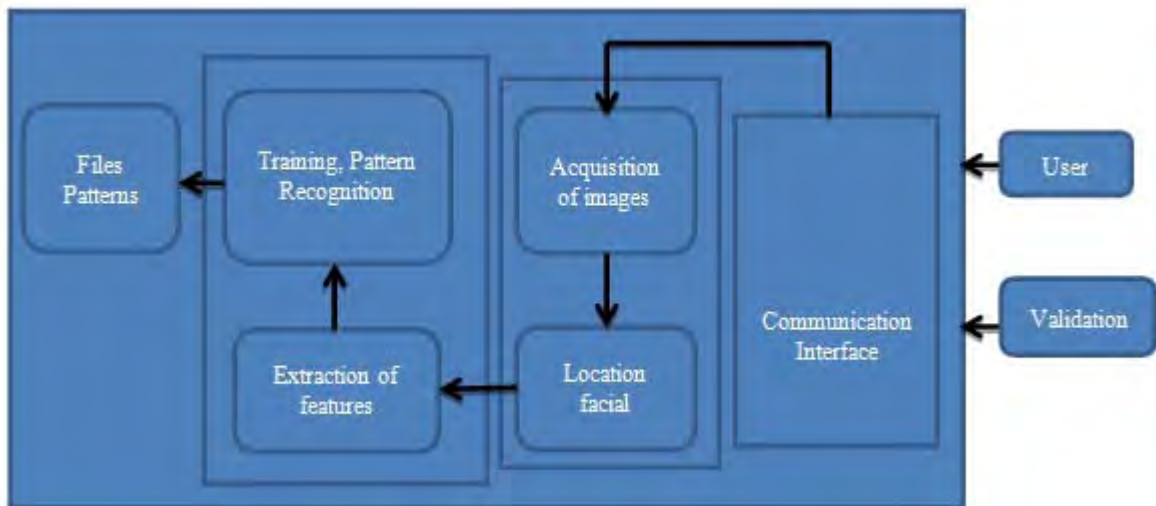 Files
Patterns
Training, Pattern
Recognition
Acquisition
of images
User
Communication
Interface
Validation
Extraction of
features
Location
facial